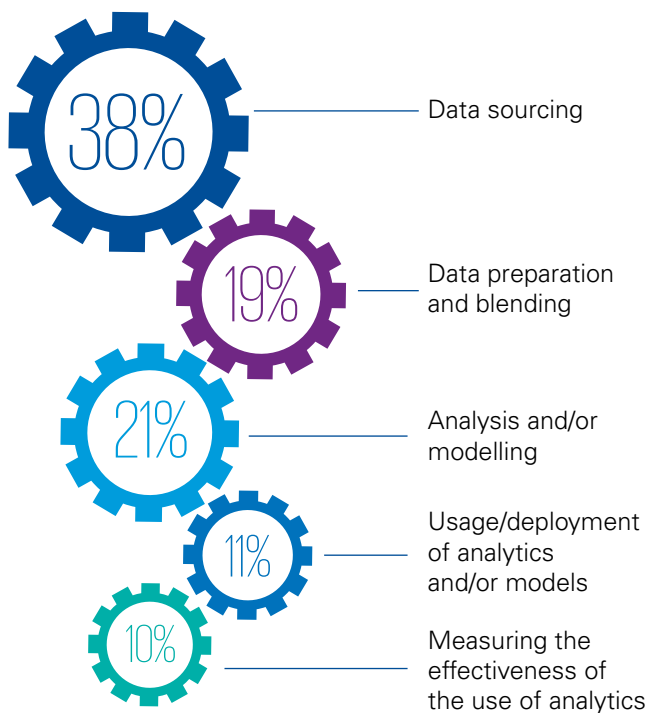 38%
Data sourcing
19%
Data preparation
and blending
21%
Analysis and/or
modelling
11%
Usage/deployment
of analytics
and/or models
10%
Measuring the
effectiveness of
the use of analytics